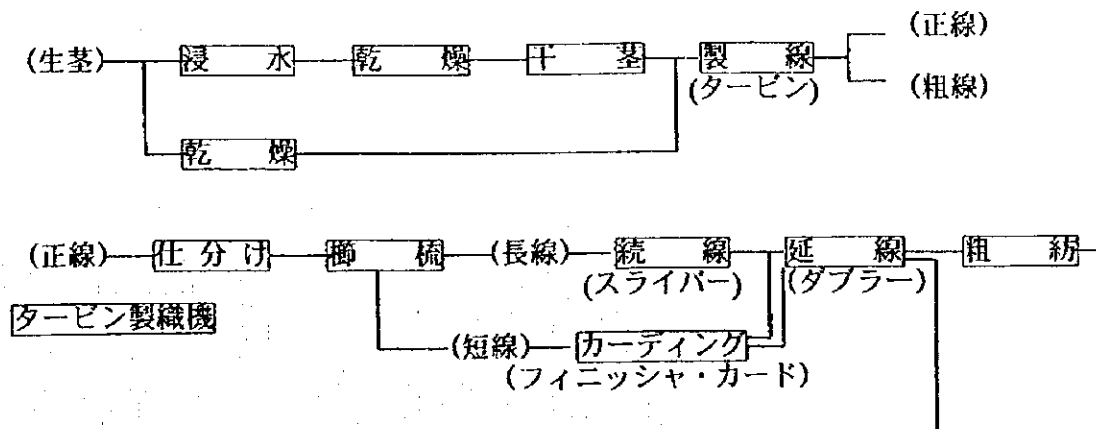 (正線)
(生茎) 浸水 乾燥 干茎 製線
(タービン)
(粗線)
乾燥
(正線) 仕分け 櫛梳 (長線) 続線 延線 粗紡
(スライバー) (ダブラー)
タービン製織機
(短線) カーディング
(フィニッシャ・カード)